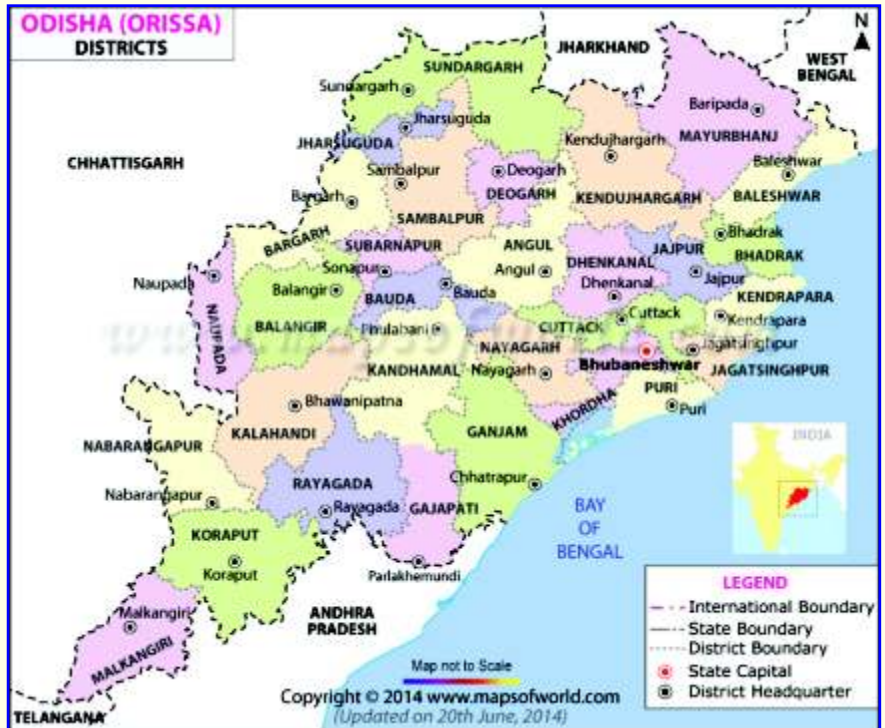 ODISHA (ORISSA)
DISTRICTS
N
JHARKHAND
WEST
BENGAL
SUNDARGARH
Sundargarh
Baripada
MAYURBHANJ
Jharsuguda
JHARSUGUDA
Kendujhargarh
CHHATTISGARH
Sambalpur
Deogarh
DEOGARH
Baleshwar
Bargarh
KENDUJHARGARH
BALESHWAR
SAMBALPUR
BARGARH
SUBARNAPUR
ANGUL
JAJPUR
Bhadrak
BHADRAK
DHENKANAL
Sonapur
Angul
Jajpur
Naupada
Balangir
Bauda
Dhenkanal
BAUDA
KENDRAPARA
NAUPADA
BALANGIR
Phulabani
CUTTACK
Cuttack
Kendrapara
www.mapsofworld.com
NAYAGARH
Jagatsinghpur
KANDHAMAL
Nayagarh
Bhubaneshwar
JAGATSINGHPUR
PURI
KHORDHA
Puri
Bhawanipatna
KALAHANDI
GANJAM
NABARANGAPUR
INDIA
RAYAGADA
Chhatrapur
Nabarangapur
Rayagada
GAJAPATI
BAY
OF
BENGAL
KORAPUT
Koraput
Parlakhemundi
LEGEND
International Boundary
State Boundary
District Boundary
State Capital
District Headquarter
Malkangiri
MALKANGIRI
ANDHRA
PRADESH
Map not to Scale
Copyright © 2014 www.mapsofworld.com
(Updated on 20th June, 2014)
TELANGANA